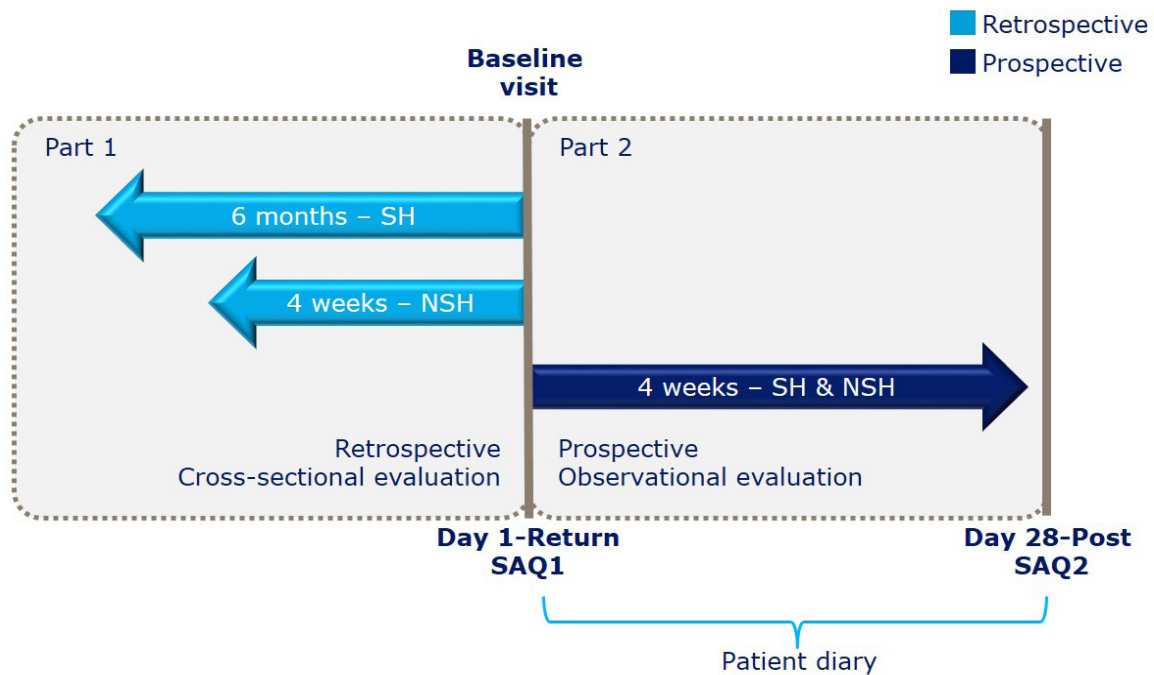 Retrospective
Prospective
Baseline
visit
Part 1
Part 2
6 months – SH
4 weeks – NSH
4 weeks – SH & NSH
Retrospective
Cross-sectional evaluation
Prospective
Observational evaluation
Day 1-Return
SAQ1
Day 28-Post
SAQ2
Patient diary